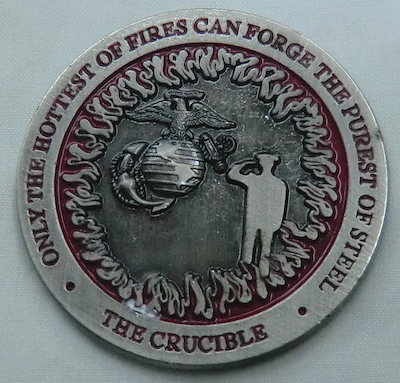 ONLY THE HOTTEST OF FIRES CAN FORGE THE PUREST OF STEEL
• THE CRUCIBLE •